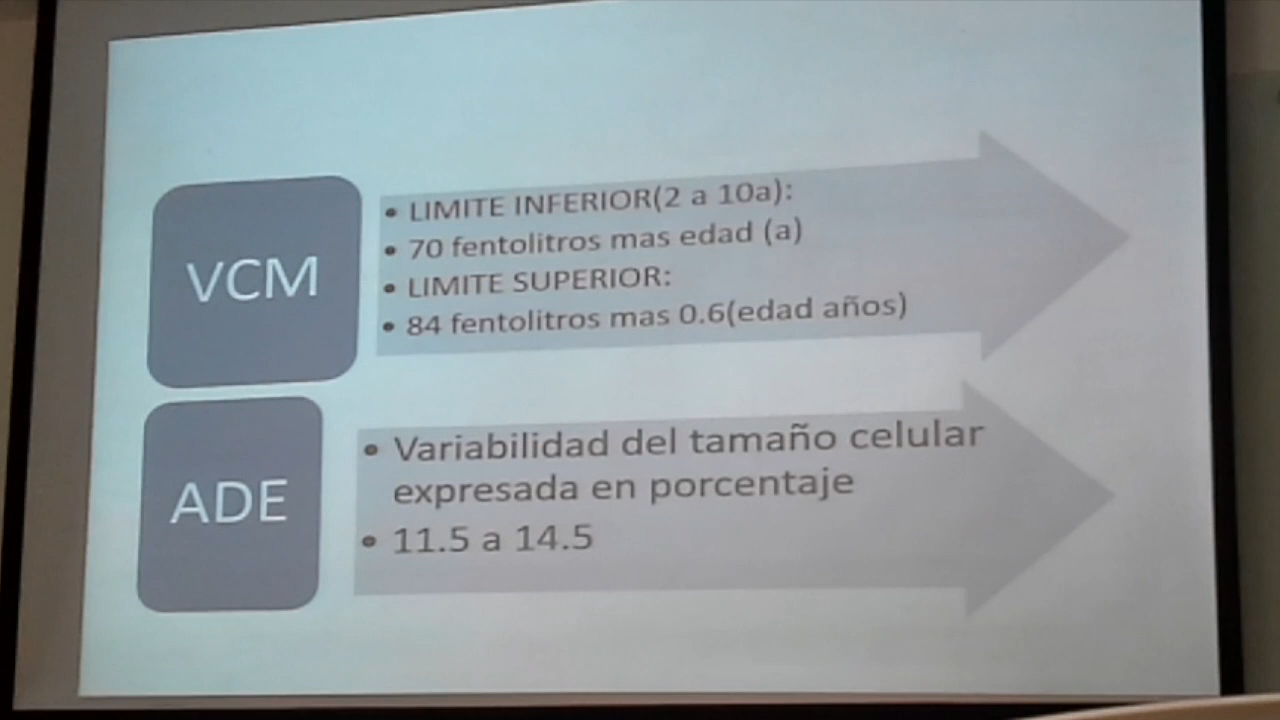 VCM
• LIMITE INFERIOR(2 a 10a):
• 70 fentolitros mas edad (a)
• LIMITE SUPERIOR:
• 84 fentolitros mas 0.6(edad años)
ADE
• Variabilidad del tamaño celular
expresada en porcentaje
• 11.5 a 14.5